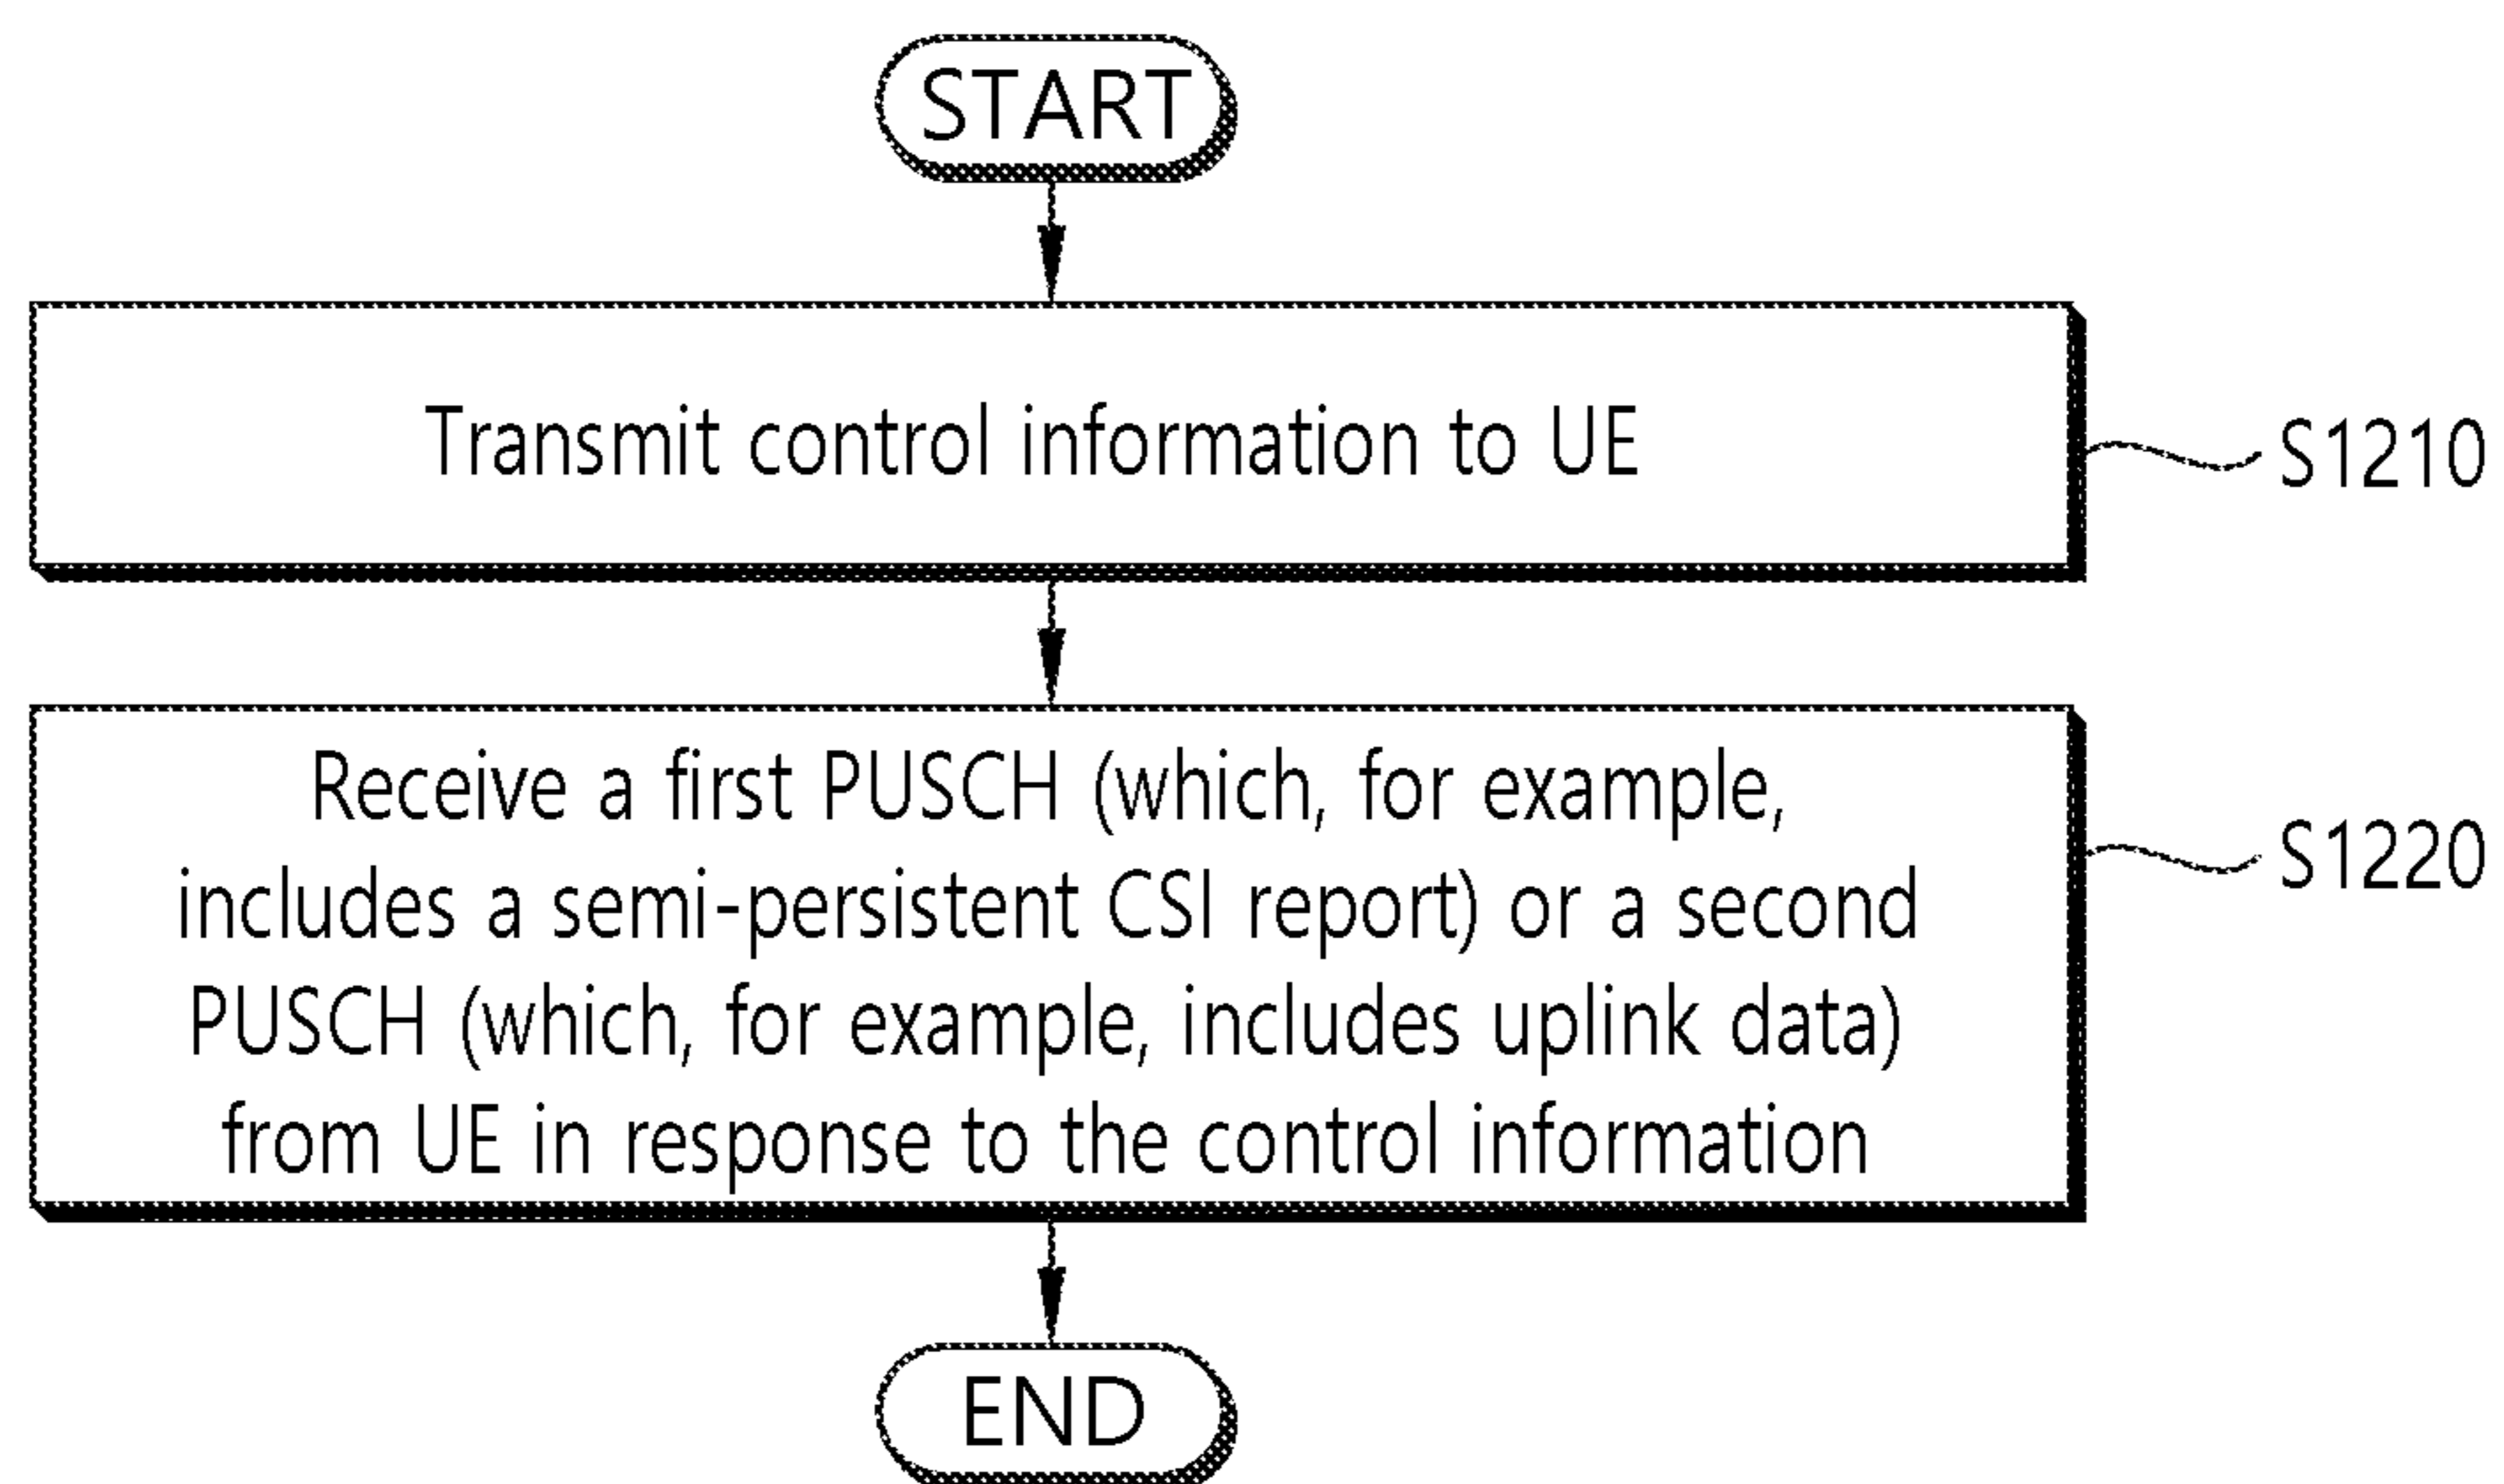 START
Transmit control information to UE
S1210
Receive a first PUSCH (which, for example,
includes a semi-persistent CSI report) or a second
PUSCH (which, for example, includes uplink data)
from UE in response to the control information
S1220
END